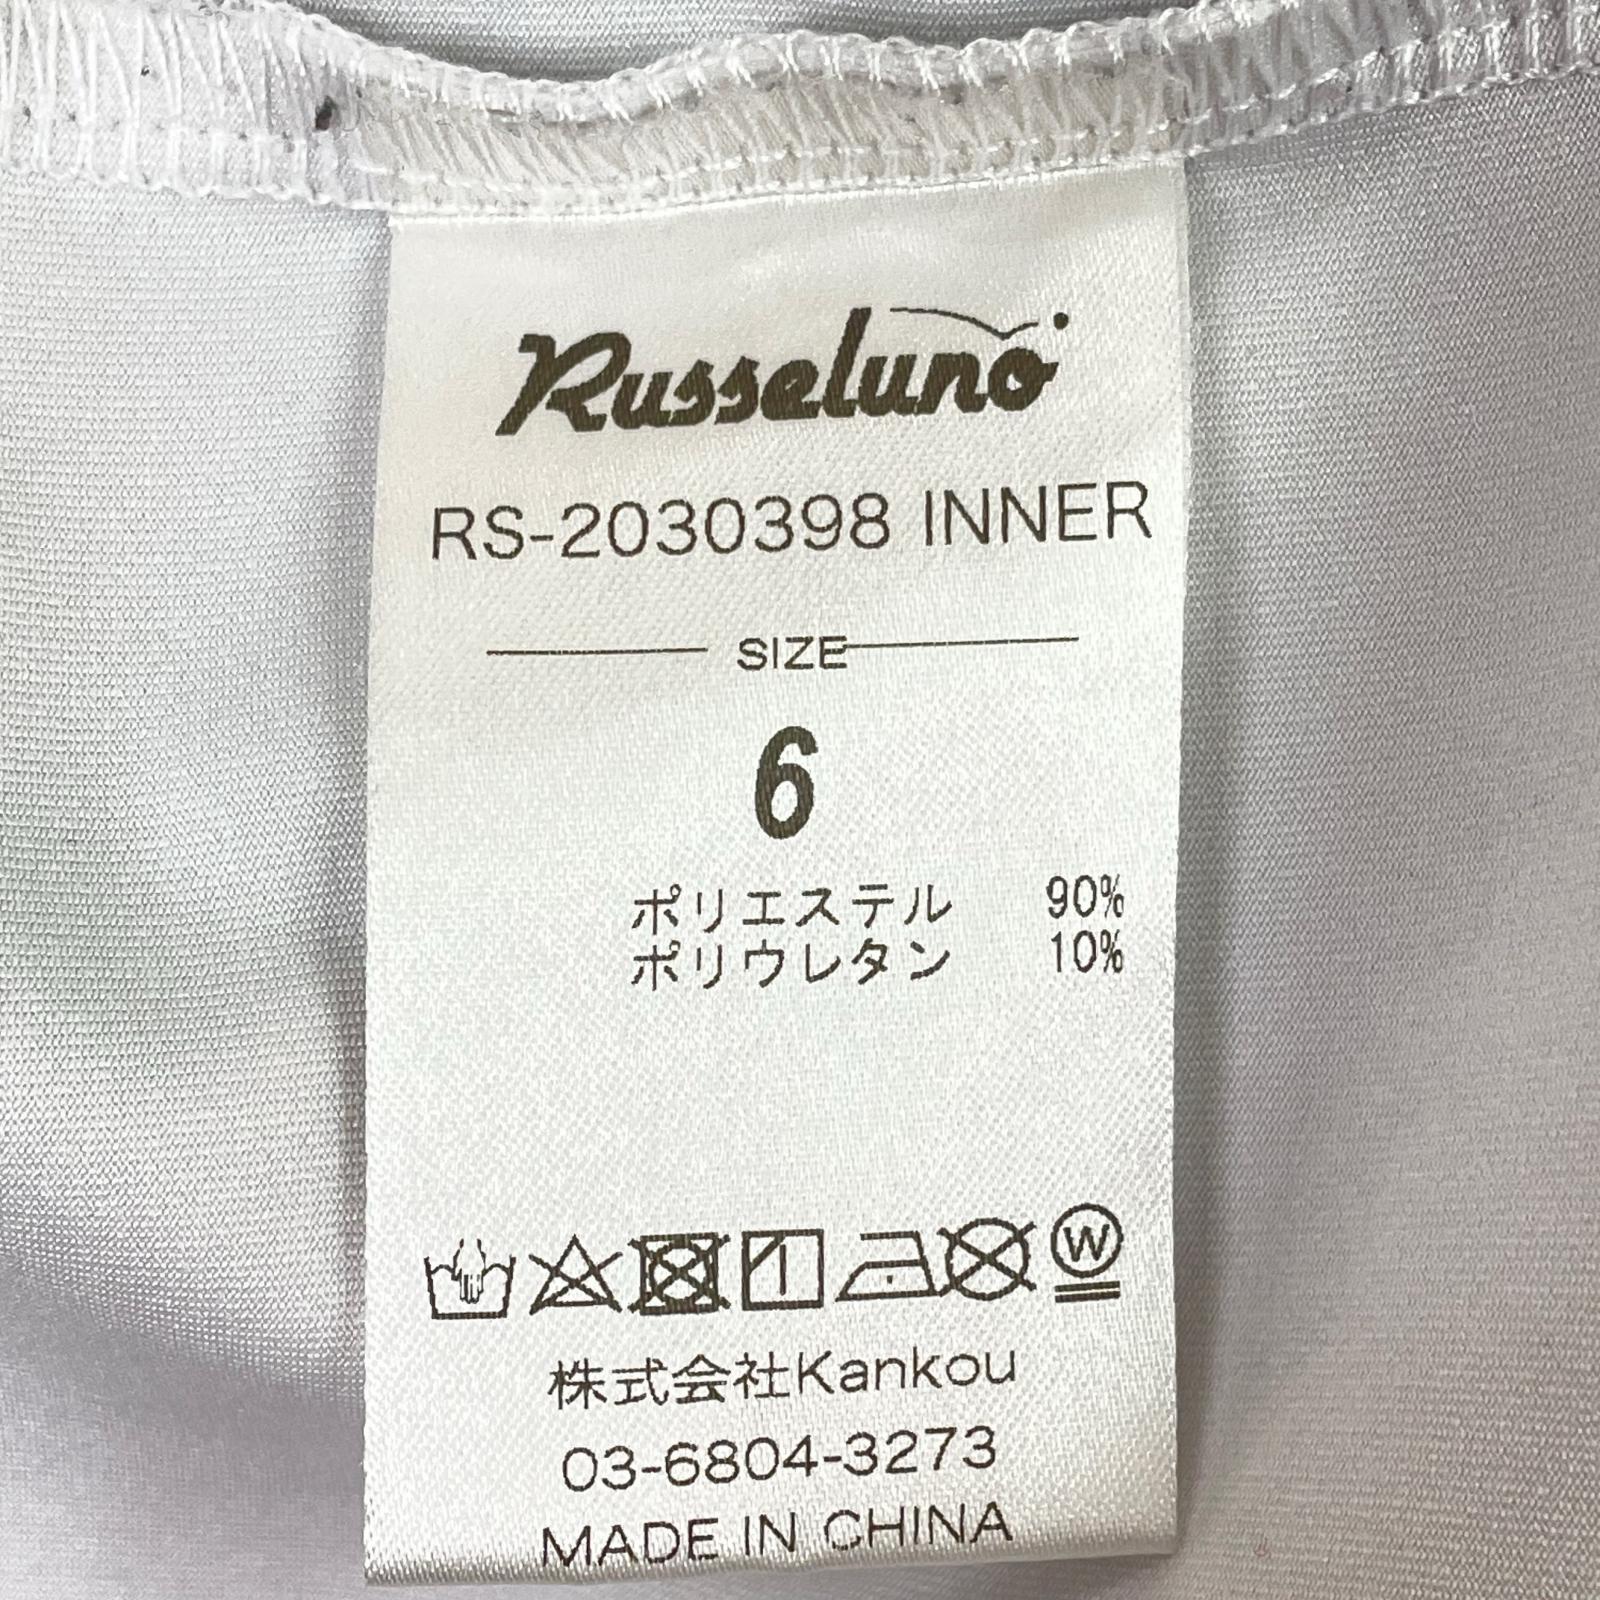 Russeluno
RS-2030398 INNER
SIZE
6
ポリエステル 90%
ポリウレタン 10%
W
株式会社Kankou
03-6804-3273
MADE IN CHINA